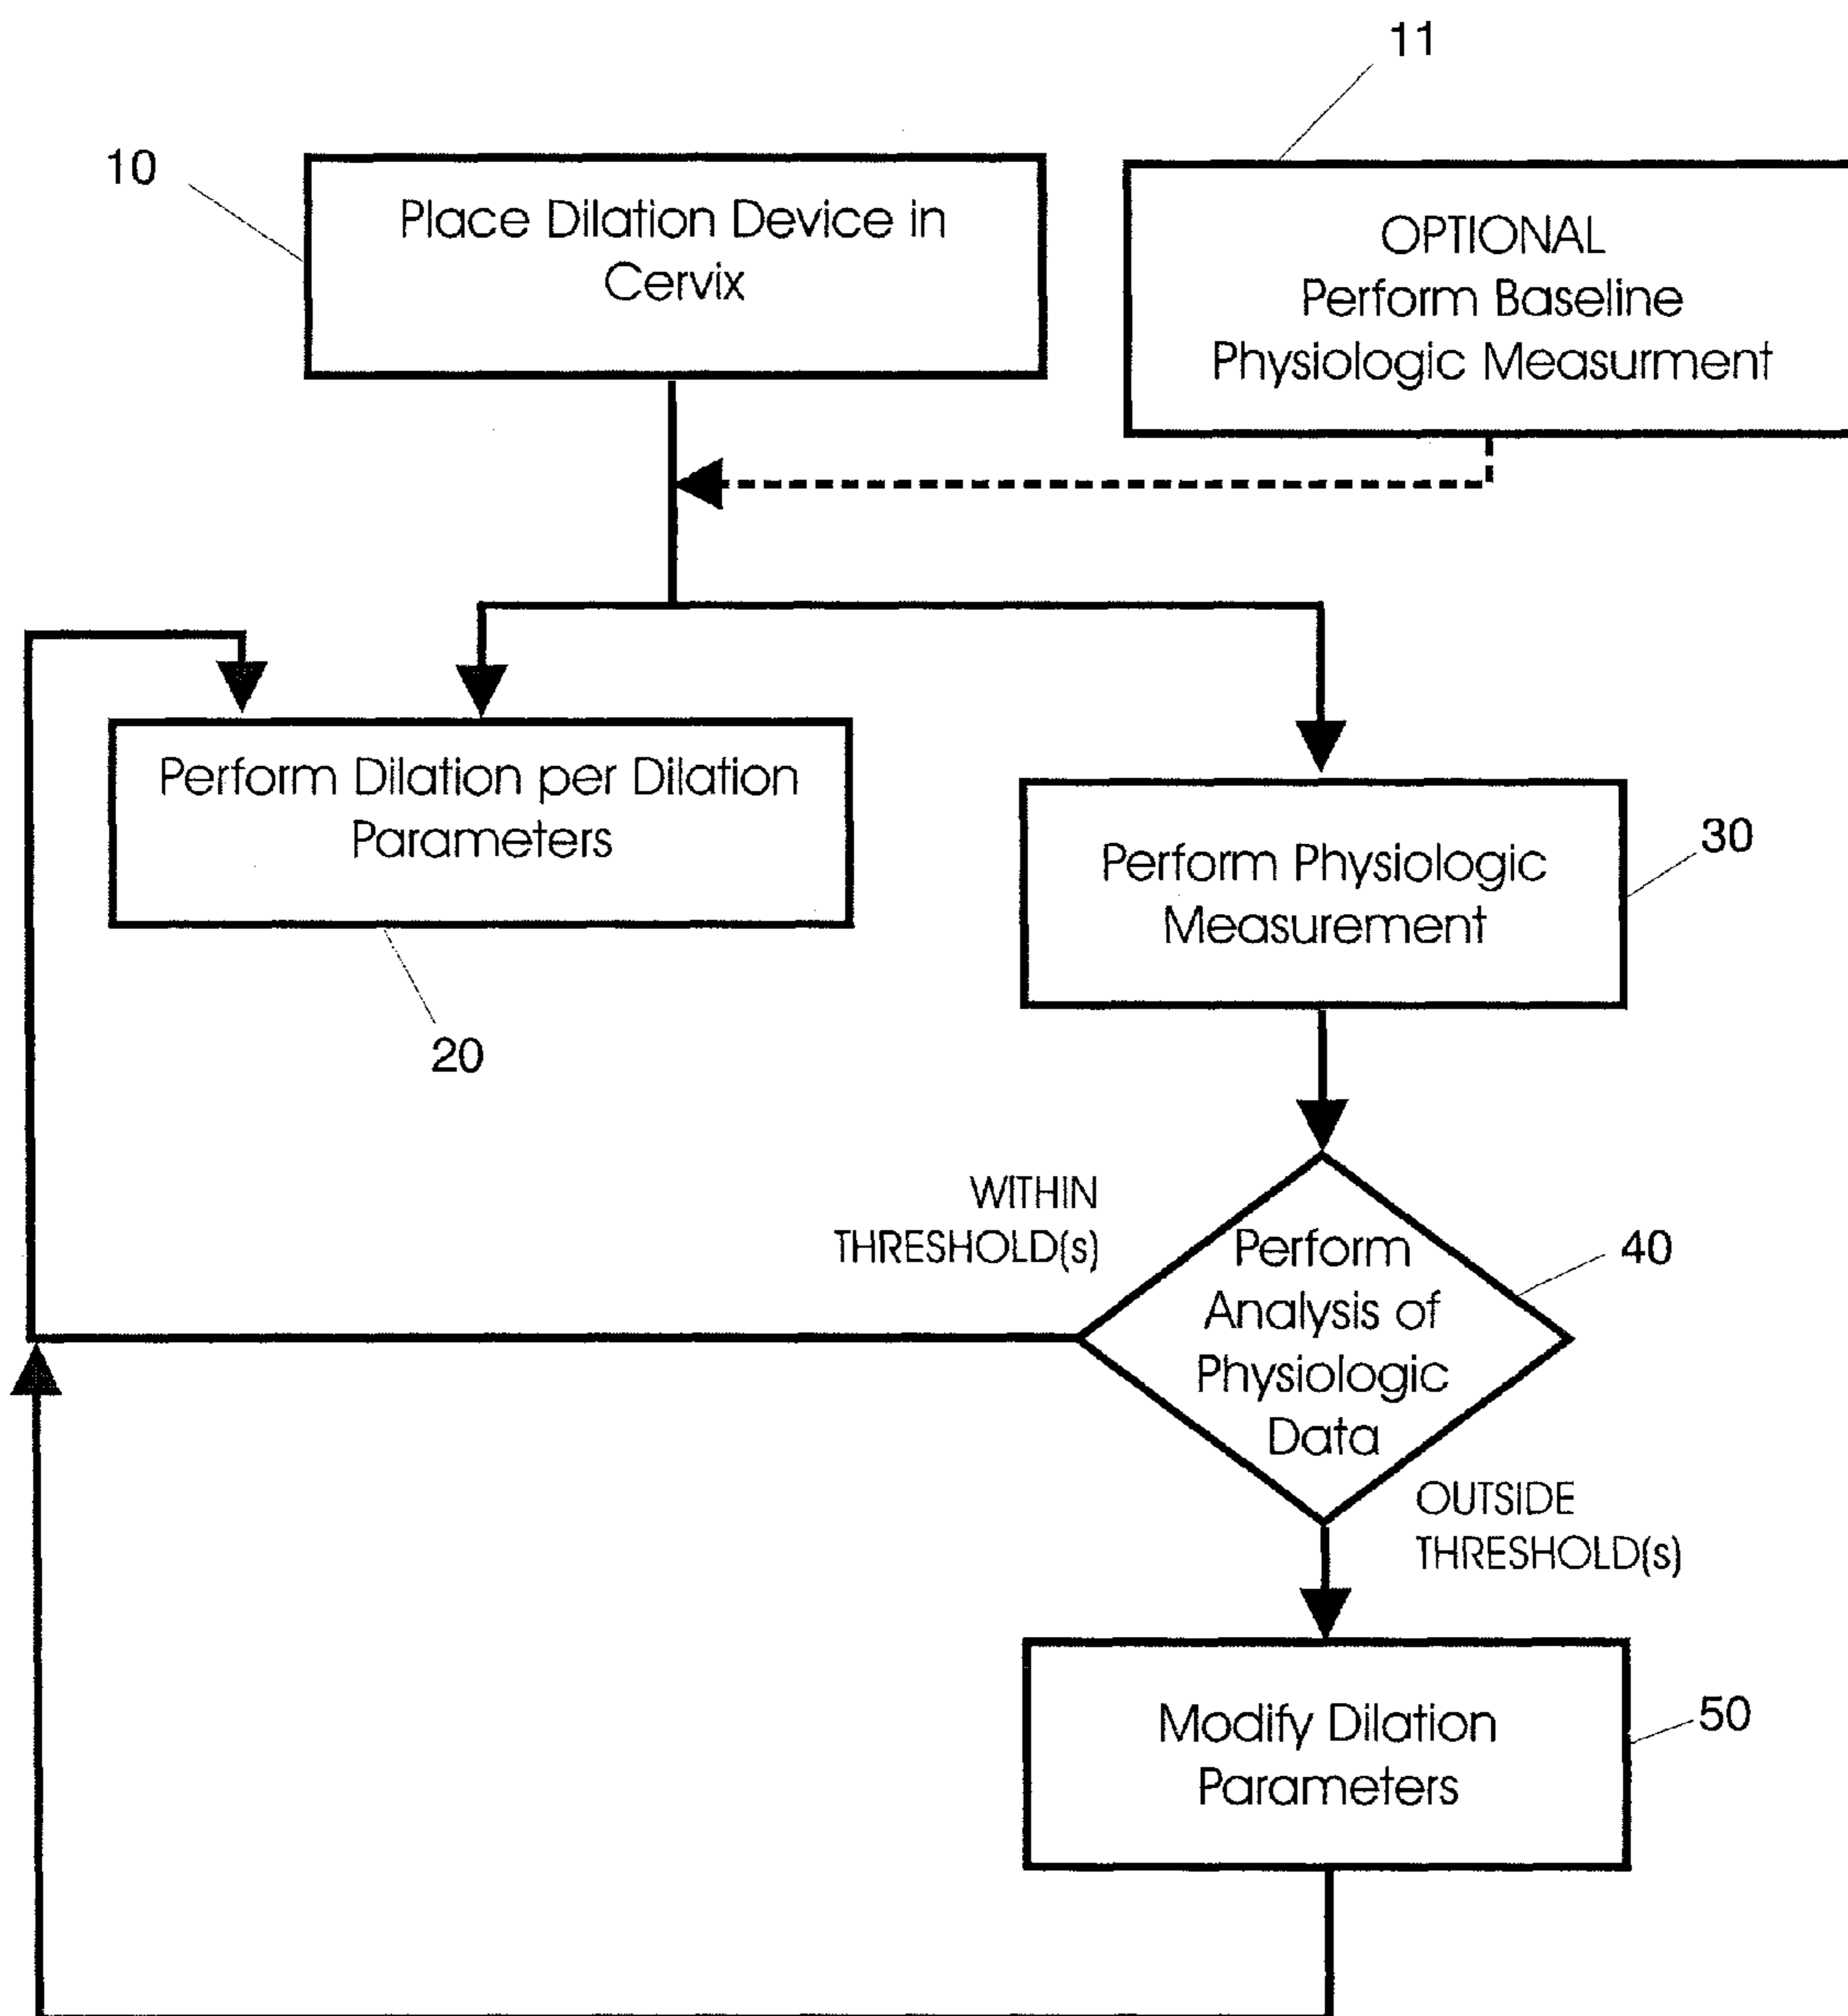 11
10
Place Dilation Device in
Cervix
OPTIONAL
Perform Baseline
Physiologic Measurment
Perform Dilation per Dilation
Parameters
20
Perform Physiologic
Measurement
30
WITHIN
THRESHOLD(s)
Perform
Analysis of
Physiologic
Data
40
OUTSIDE
THRESHOLD(s)
Modify Dilation
Parameters
50